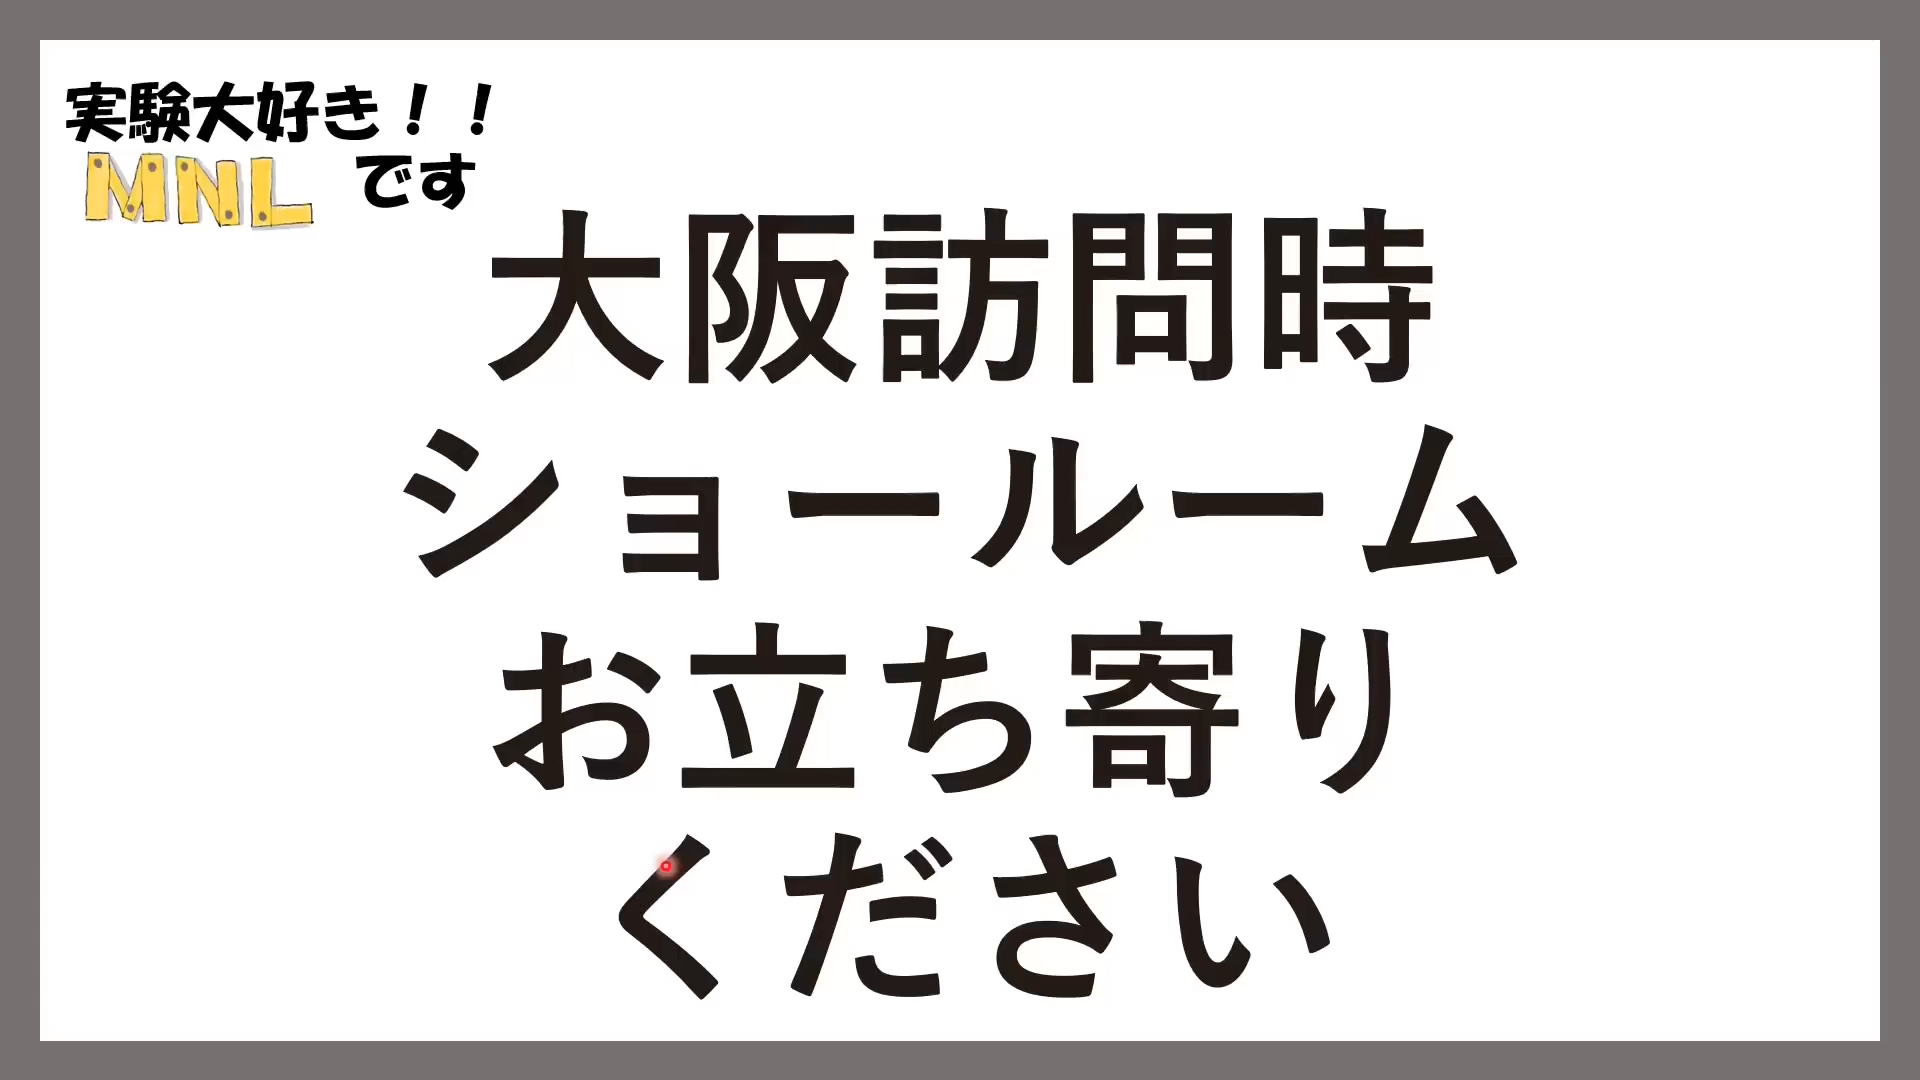 実験大好き！！
MNL です
大阪訪問時
ショールーム
お立ち寄り
ください